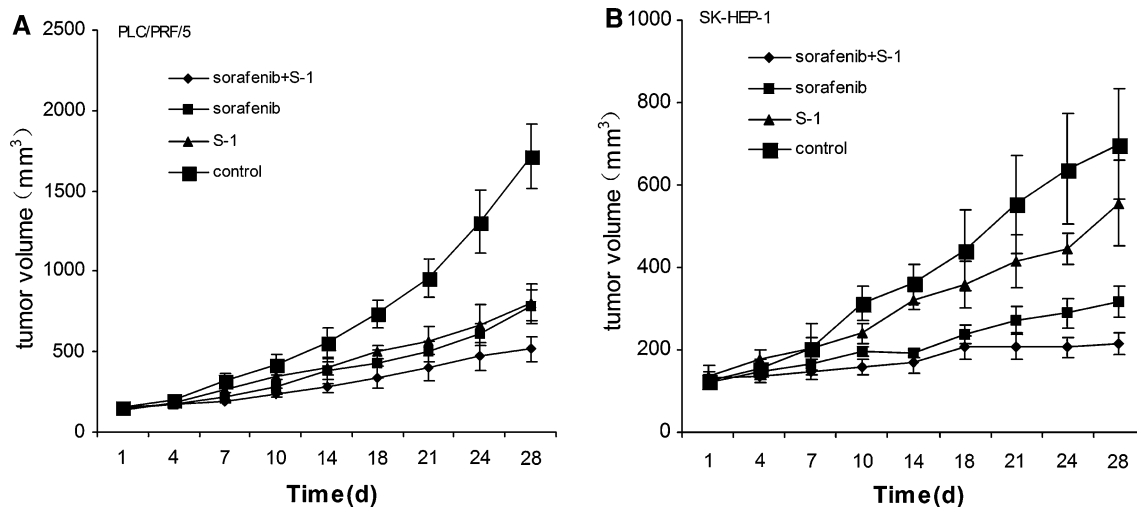 A
PLC/PRF/5
2500
2000
1500
1000
500
0
tumor volume（mm3）
sorafenib+S-1
sorafenib
S-1
control
1 4 7 10 14 18 21 24 28
Time(d)
B
SK-HEP-1
1000
800
600
400
200
0
tumor volume（mm3）
sorafenib+S-1
sorafenib
S-1
control
1 4 7 10 14 18 21 24 28
Time(d)